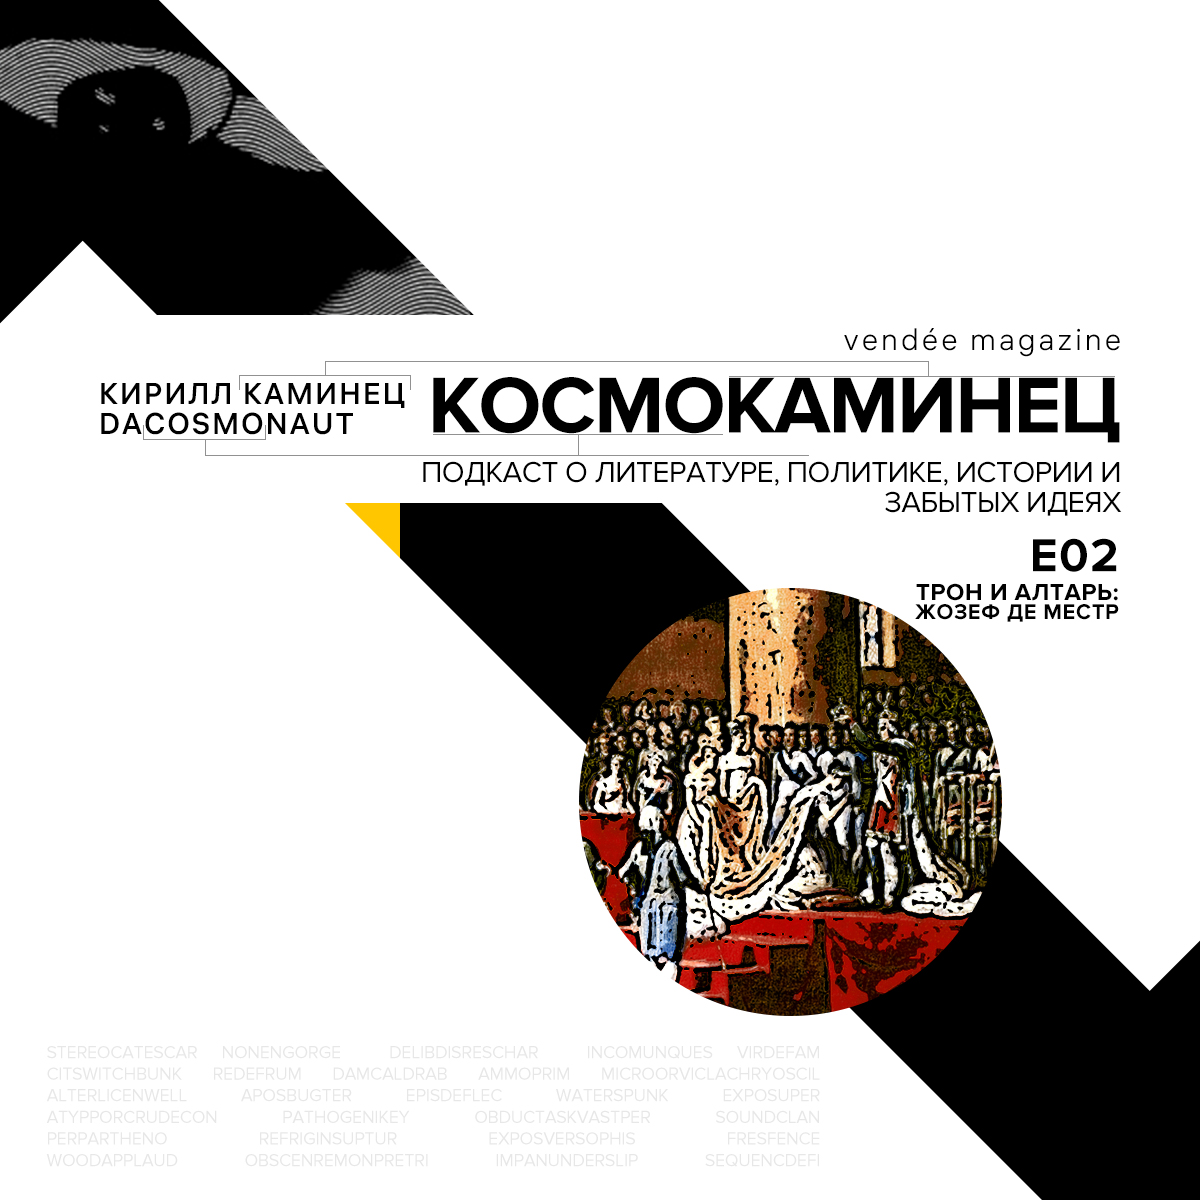 vendée magazine
КИРИЛЛ КАМИНЕЦ
DACOSMONAUT
КОСМОКАМИНЕЦ
ПОДКАСТ О ЛИТЕРАТУРЕ, ПОЛИТИКЕ, ИСТОРИИ И
ЗАБЫТЫХ ИДЕЯХ
E02
ТРОН И АЛТАРЬ:
ЖОЗЕФ ДЕ МЕСТР
STEREOCATESCAR NONENGORGE DELIBDISRESCHAR INCOMUNQUES VIRDEFAM
CITSWITCHBUNK REDEFRUM DAMCALDRAB AMMOPRIM MICROORVICLACHRYOSCIL
ALTERLICENWELL APOSBUGTER EPISDEFLEC WATERSPUNK EXPOSUPER
ATYPPORCRUDECON PATHOGENIKEY OBDUCTASKVASTPER SOUNDCLAN
PERPARTHENO REFRIGINSUPTUR EXPOSVERSOPHIS FRESFENCE
WOODAPPLAUD OBSCENREMONPRETRI IMPANUNDERSLIP SEQUENCDEFI